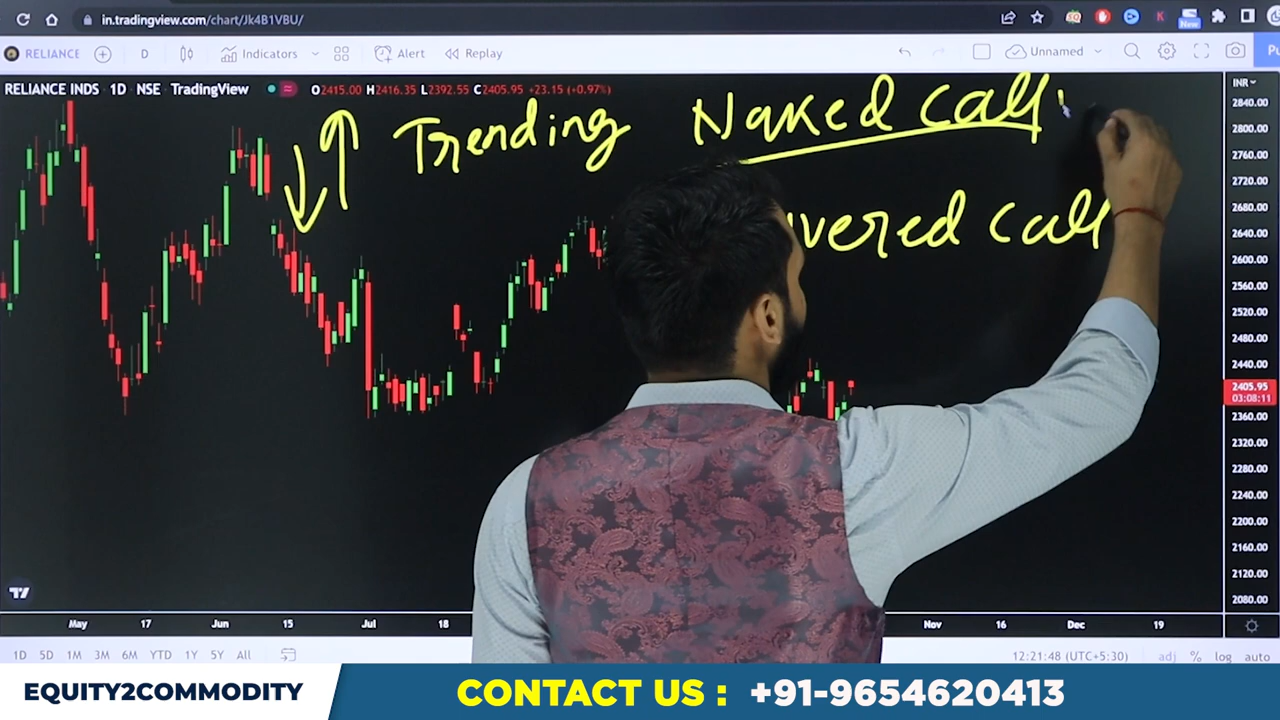 in.tradingview.com/chart/Jk4B1VBU/
New
RELIANCE D Indicators Alert Replay Unnamed
RELIANCE INDS 1D NSE TradingView O2415.00 H2416.35 L2392.55 C2405.95 +23.15 (+0.97%)
INR
Trending
Naked call
vered call
2840.00
2800.00
2760.00
2720.00
2680.00
2640.00
2600.00
2560.00
2520.00
2480.00
2440.00
2405.95
03:08:11
2360.00
2320.00
2280.00
2240.00
2200.00
2160.00
2120.00
2080.00
May 17 Jun 15 Jul 18 Nov Dec 19
1D 5D 1M 3M 6M YTD 1Y 5Y All 12:21:48 (UTC+5:30) adj % log auto
EQUITY2COMMODITY
CONTACT US : +91-9654620413